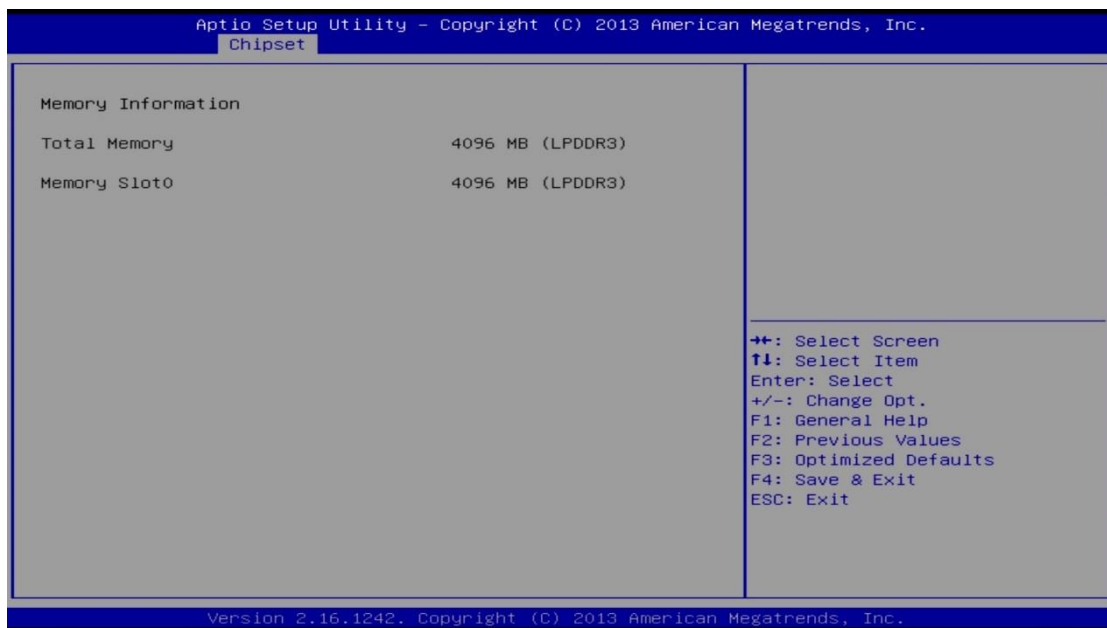 Aptio Setup Utility – Copyright (C) 2013 American Megatrends, Inc.
Chipset
Memory Information
Total Memory 4096 MB (LPDDR3)
Memory Slot0 4096 MB (LPDDR3)
→←: Select Screen
↑↓: Select Item
Enter: Select
+/-: Change Opt.
F1: General Help
F2: Previous Values
F3: Optimized Defaults
F4: Save & Exit
ESC: Exit
Version 2.16.1242. Copyright (C) 2013 American Megatrends, Inc.